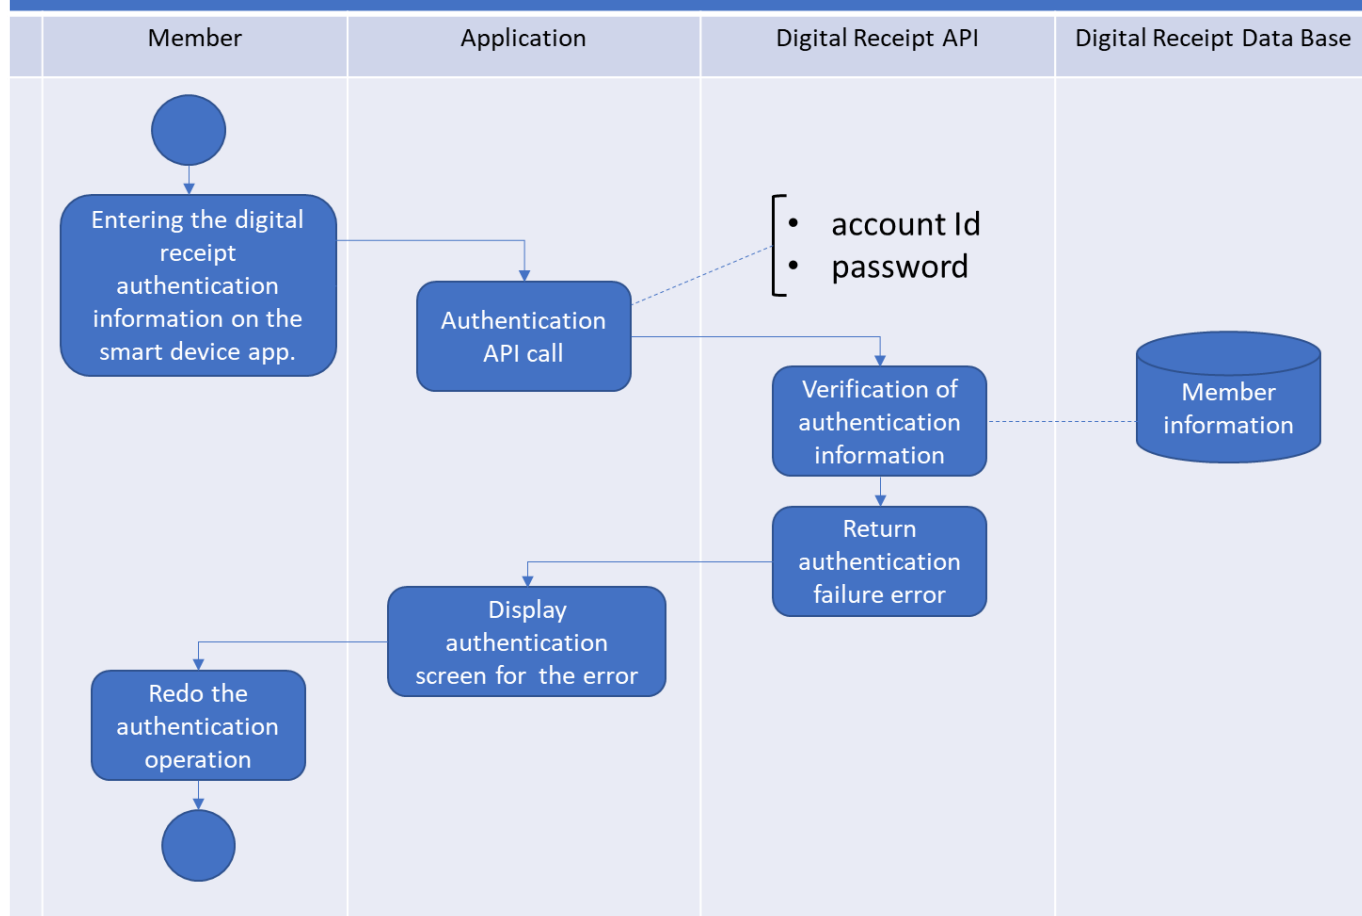 Member
Application
Digital Receipt API
Digital Receipt Data Base
Entering the digital
receipt
authentication
information on the
smart device app.
• account Id
• password
Authentication
API call
Verification of
authentication
information
Member
information
Return
authentication
failure error
Display
authentication
screen for  the error
Redo the
authentication
operation